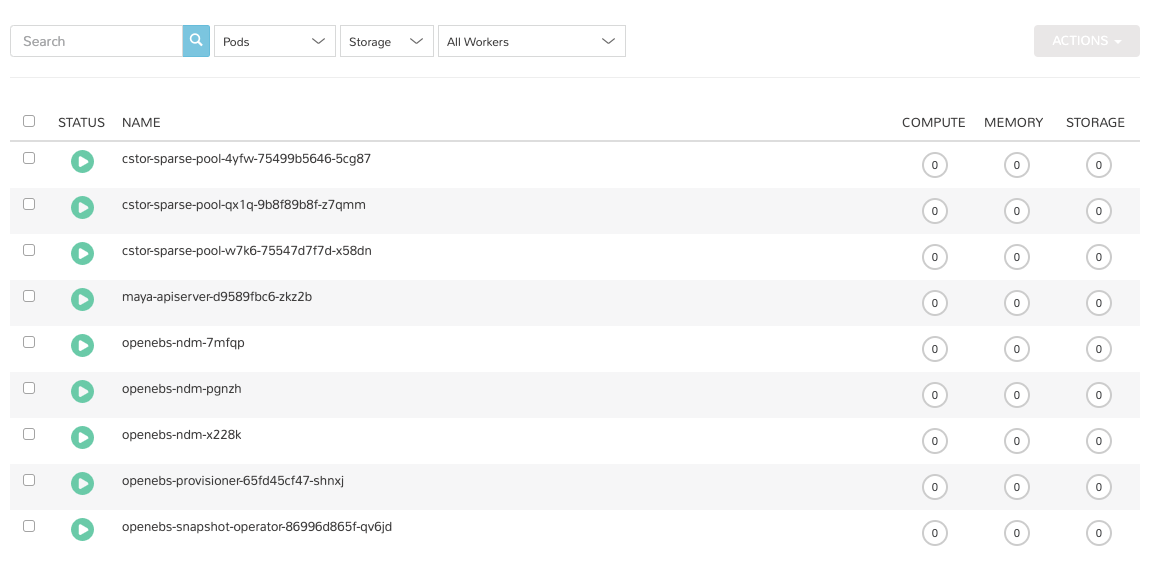 Search Pods Storage All Workers ACTIONS
STATUS NAME COMPUTE MEMORY STORAGE
cstor-sparse-pool-4yfw-75499b5646-5cg87 0 0 0
cstor-sparse-pool-qx1q-9b8f89b8f-z7qmm 0 0 0
cstor-sparse-pool-w7k6-75547d7f7d-x58dn 0 0 0
maya-apiserver-d9589fbc6-zkz2b 0 0 0
openebs-ndm-7mfqp 0 0 0
openebs-ndm-pgnzh 0 0 0
openebs-ndm-x228k 0 0 0
openebs-provisioner-65fd45cf47-shnxj 0 0 0
openebs-snapshot-operator-86996d865f-qv6jd 0 0 0